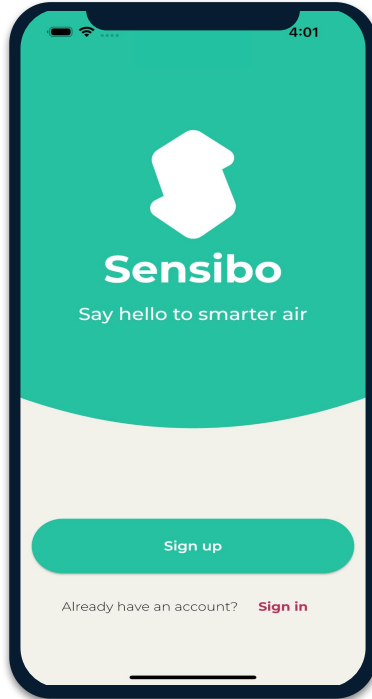 4:01
Sensibo
Say hello to smarter air
Sign up
Already have an account? Sign in